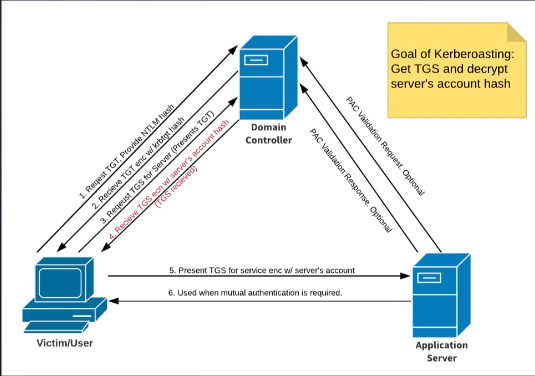 Goal of Kerberoasting:
Get TGS and decrypt
server's account hash
Domain
Controller
1. Reqest TGT, Provide NTLM hash
2. Recieve TGT enc w/ krbtgt hash
3. Reqeust TGS for Server (Presents TGT)
4. Recieve TGS ecn w/ server's account hash
(TGS recieved)
PAC Validation Request. Optional
PAC Validation Response. Optional
5. Present TGS for service enc w/ server's account
6. Used when mutual authentication is required.
Victim/User
Application
Server